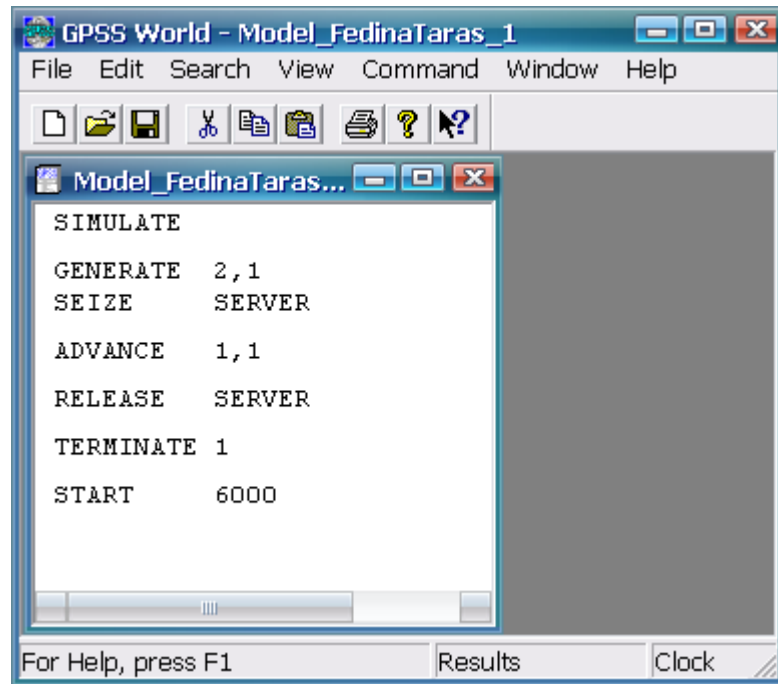 GPSS World - Model_FedinaTaras_1
File Edit Search View Command Window Help
Model_FedinaTaras...
SIMULATE
GENERATE 2,1
SEIZE SERVER
ADVANCE 1,1
RELEASE SERVER
TERMINATE 1
START 6000
For Help, press F1 Results Clock